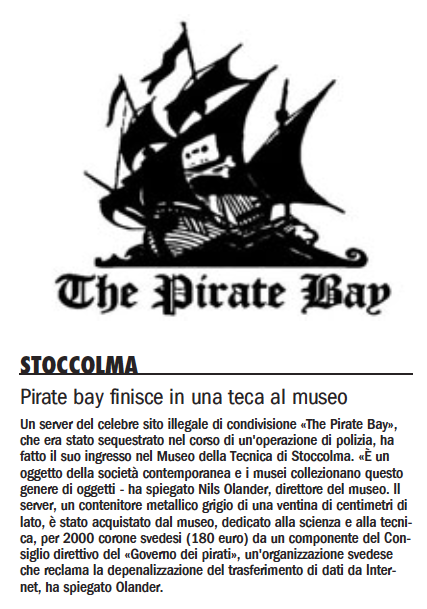 The Pirate Bay
STOCCOLMA
Pirate bay finisce in una teca al museo
Un server del celebre sito illegale di condivisione «The Pirate Bay»,
che era stato sequestrato nel corso di un'operazione di polizia, ha
fatto il suo ingresso nel Museo della Tecnica di Stoccolma. «È un
oggetto della società contemporanea e i musei collezionano questo
genere di oggetti - ha spiegato Nils Olander, direttore del museo. Il
server, un contenitore metallico grigio di una ventina di centimetri di
lato, è stato acquistato dal museo, dedicato alla scienza e alla tecni-
ca, per 2000 corone svedesi (180 euro) da un componente del Con-
siglio direttivo del «Governo dei pirati», un'organizzazione svedese
che reclama la depenalizzazione del trasferimento di dati da Inter-
net, ha spiegato Olander.